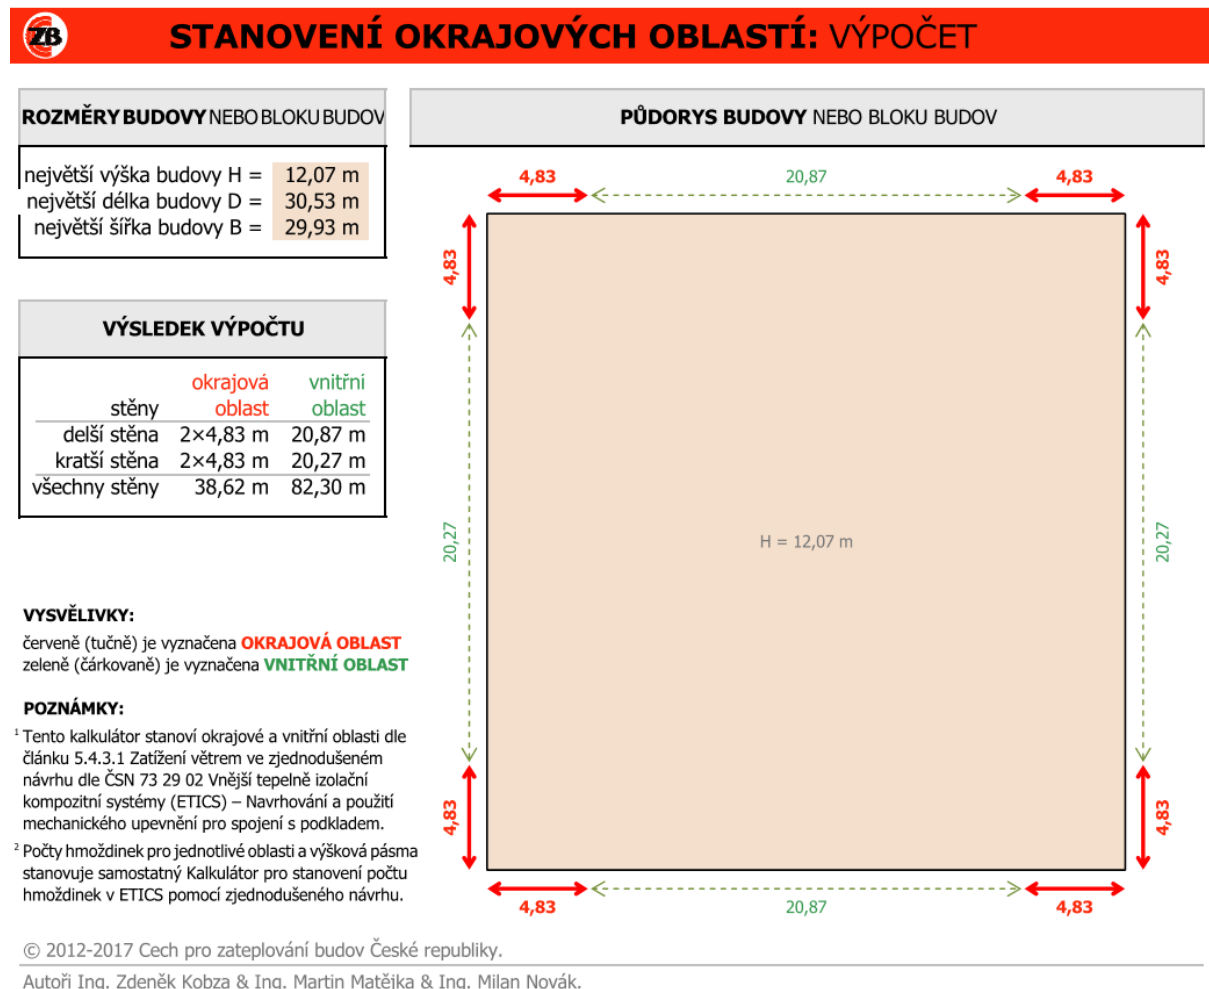 ZB
STANOVENÍ OKRAJOVÝCH OBLASTÍ: VÝPOČET
ROZMĚRY BUDOVY NEBO BLOKU BUDOV
největší výška budovy H = 12,07 m
největší délka budovy D = 30,53 m
největší šířka budovy B = 29,93 m
VÝSLEDEK VÝPOČTU
okrajová vnitřní
stěny oblast oblast
delší stěna 2×4,83 m 20,87 m
kratší stěna 2×4,83 m 20,27 m
všechny stěny 38,62 m 82,30 m
VYSVĚLIVKY:
červeně (tučně) je vyznačena OKRAJOVÁ OBLAST
zeleně (čárkovaně) je vyznačena VNITŘNÍ OBLAST
POZNÁMKY:
¹ Tento kalkulátor stanoví okrajové a vnitřní oblasti dle
článku 5.4.3.1 Zatížení větrem ve zjednodušeném
návrhu dle ČSN 73 29 02 Vnější tepelně izolační
kompozitní systémy (ETICS) – Navrhování a použití
mechanického upevnění pro spojení s podkladem.
² Počty hmoždinek pro jednotlivé oblasti a výšková pásma
stanovuje samostatný Kalkulátor pro stanovení počtu
hmoždinek v ETICS pomocí zjednodušeného návrhu.
PŮDORYS BUDOVY NEBO BLOKU BUDOV
4,83 20,87 4,83
4,83 4,83
20,27 H = 12,07 m 20,27
4,83 4,83
4,83 20,87 4,83
© 2012-2017 Cech pro zateplování budov České republiky.
Autoři Ing. Zdeněk Kobza & Ing. Martin Matějka & Ing. Milan Novák.